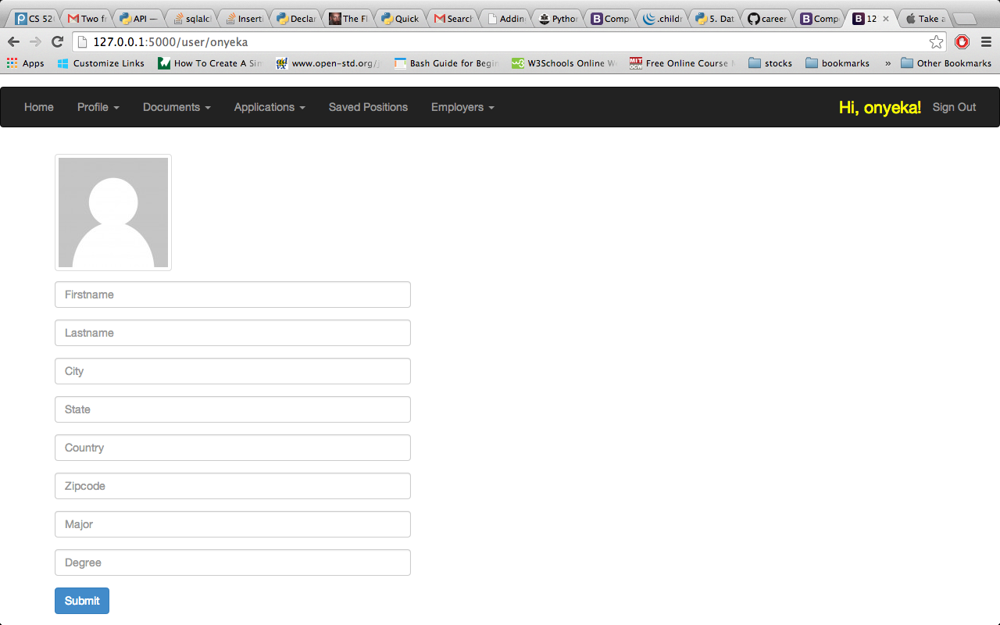 CS 52 Two f API — sqlalc Insert Declar The Fl Quick Search Addin Python Comp .childr 5. Dat career Comp 12 Take a
127.0.0.1:5000/user/onyeka
Apps Customize Links How To Create A Sin www.open-std.org/ Bash Guide for Begin W3Schools Online W MIT OCW Free Online Course stocks bookmarks » Other Bookmarks
Home Profile Documents Applications Saved Positions Employers Hi, onyeka! Sign Out
Firstname
Lastname
City
State
Country
Zipcode
Major
Degree
Submit